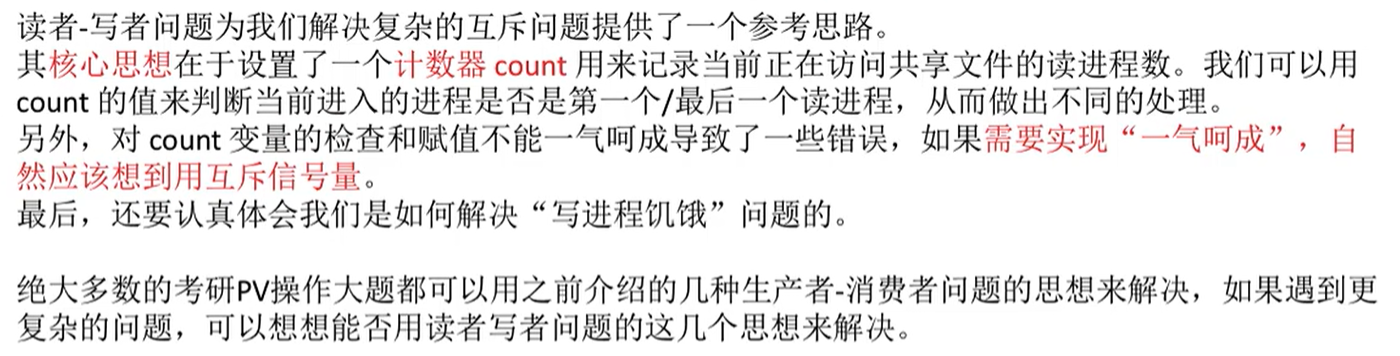 读者-写者问题为我们解决复杂的互斥问题提供了一个参考思路。
其核心思想在于设置了一个计数器 count 用来记录当前正在访问共享文件的读进程数。我们可以用
count 的值来判断当前进入的进程是否是第一个/最后一个读进程，从而做出不同的处理。
另外，对 count 变量的检查和赋值不能一气呵成导致了一些错误，如果需要实现“一气呵成”，自
然应该想到用互斥信号量。
最后，还要认真体会我们是如何解决“写进程饥饿”问题的。
绝大多数的考研PV操作大题都可以用之前介绍的几种生产者-消费者问题的思想来解决，如果遇到更
复杂的问题，可以想想能否用读者写者问题的这几个思想来解决。